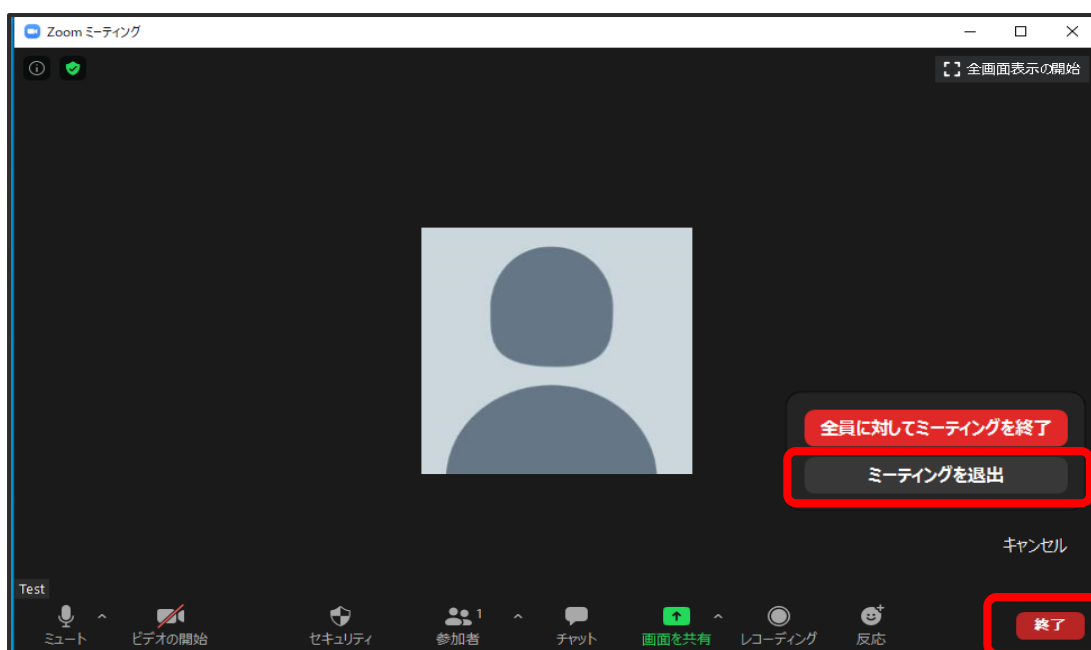 Zoom ミーティング
全画面表示の開始
全員に対してミーティングを終了
ミーティングを退出
キャンセル
Test
ミュート
ビデオの開始
セキュリティ
参加者
1
チャット
画面を共有
レコーディング
反応
終了